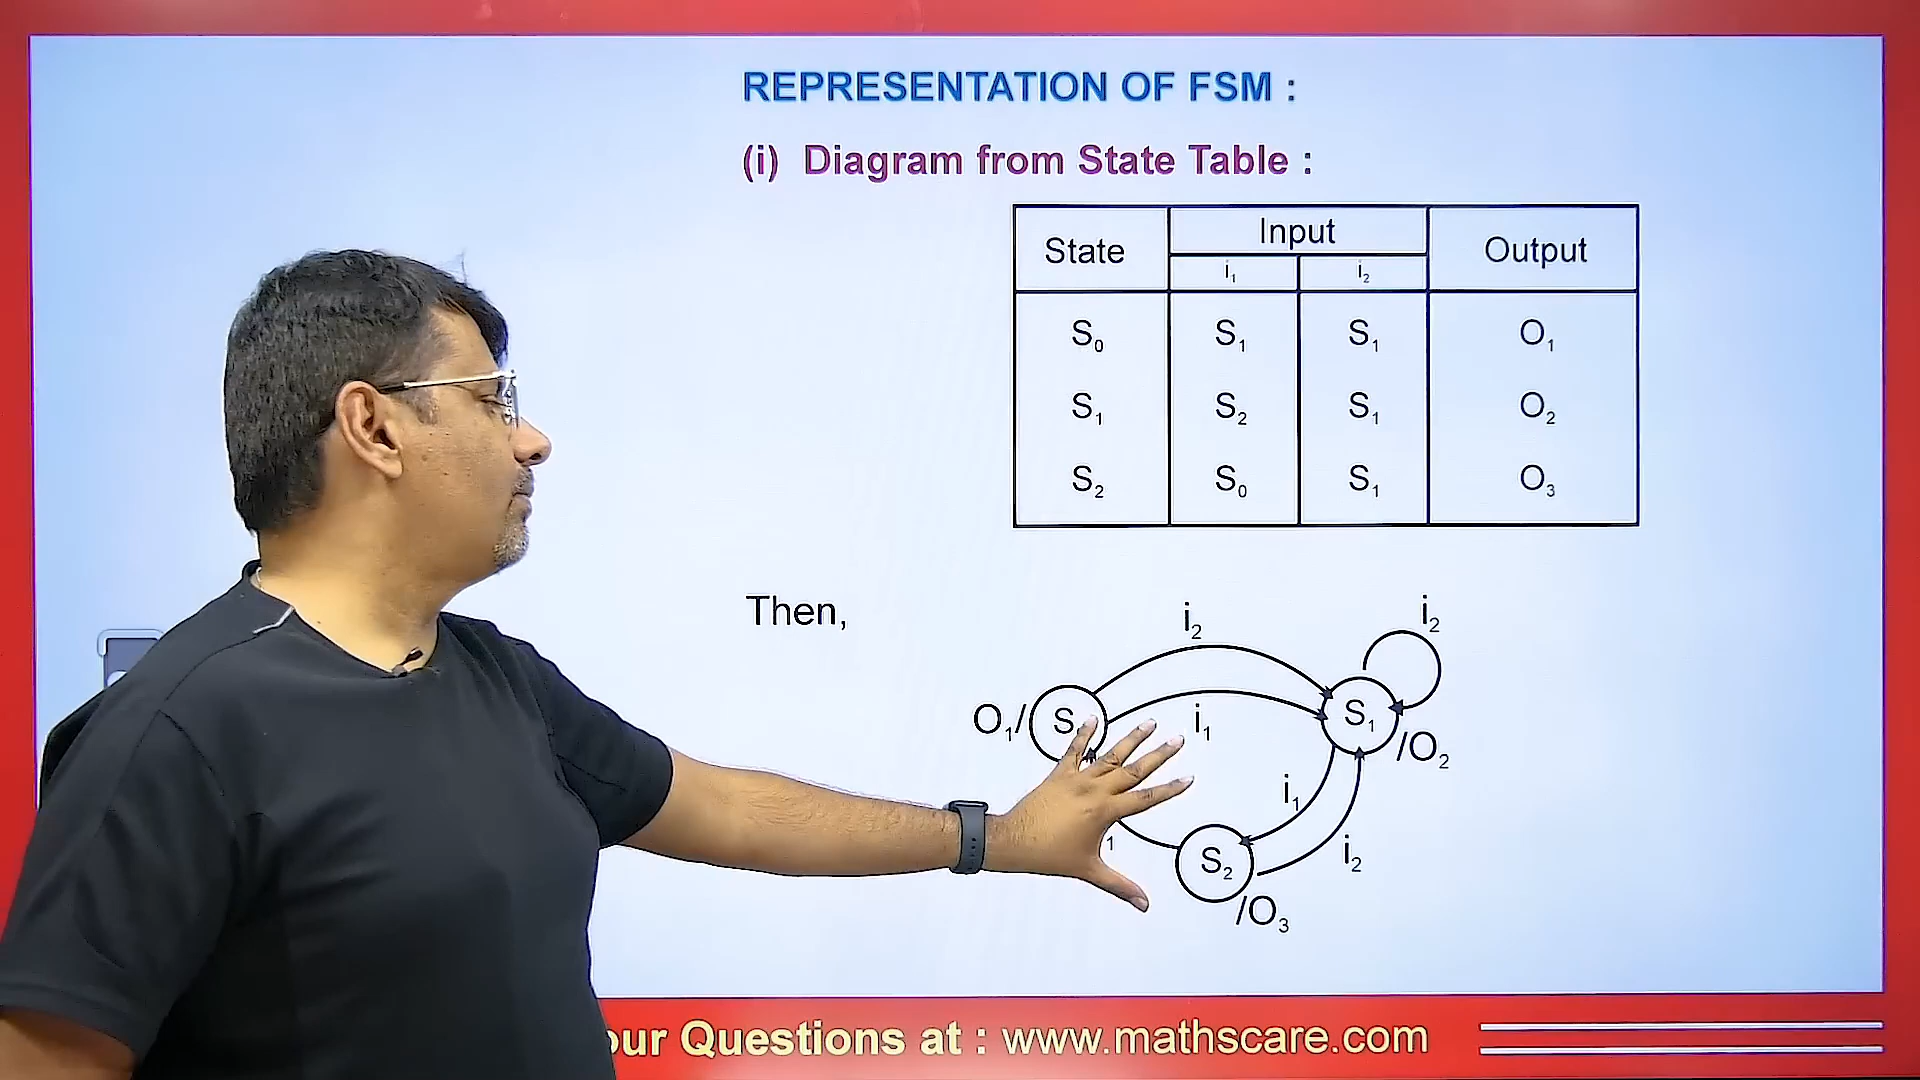 REPRESENTATION OF FSM :
(i) Diagram from State Table :
State Input Output
i₁ i₂
S₀ S₁ S₁ O₁
S₁ S₂ S₁ O₂
S₂ S₀ S₁ O₃
Then,
i₂ i₂
O₁/ S i₁ S₁ /O₂
i₁ i₂
₁ S₂ /O₃
Questions at : www.mathscare.com